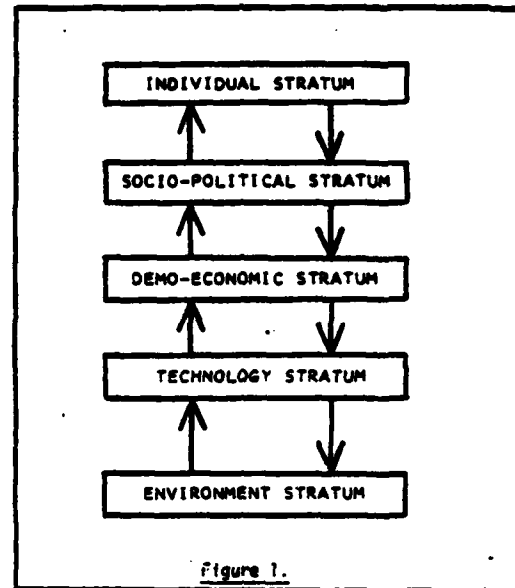 INDIVIDUAL STRATUM
SOCIO-POLITICAL STRATUM
DEMO-ECONOMIC STRATUM
TECHNOLOGY STRATUM
ENVIRONMENT STRATUM
Figure 1.